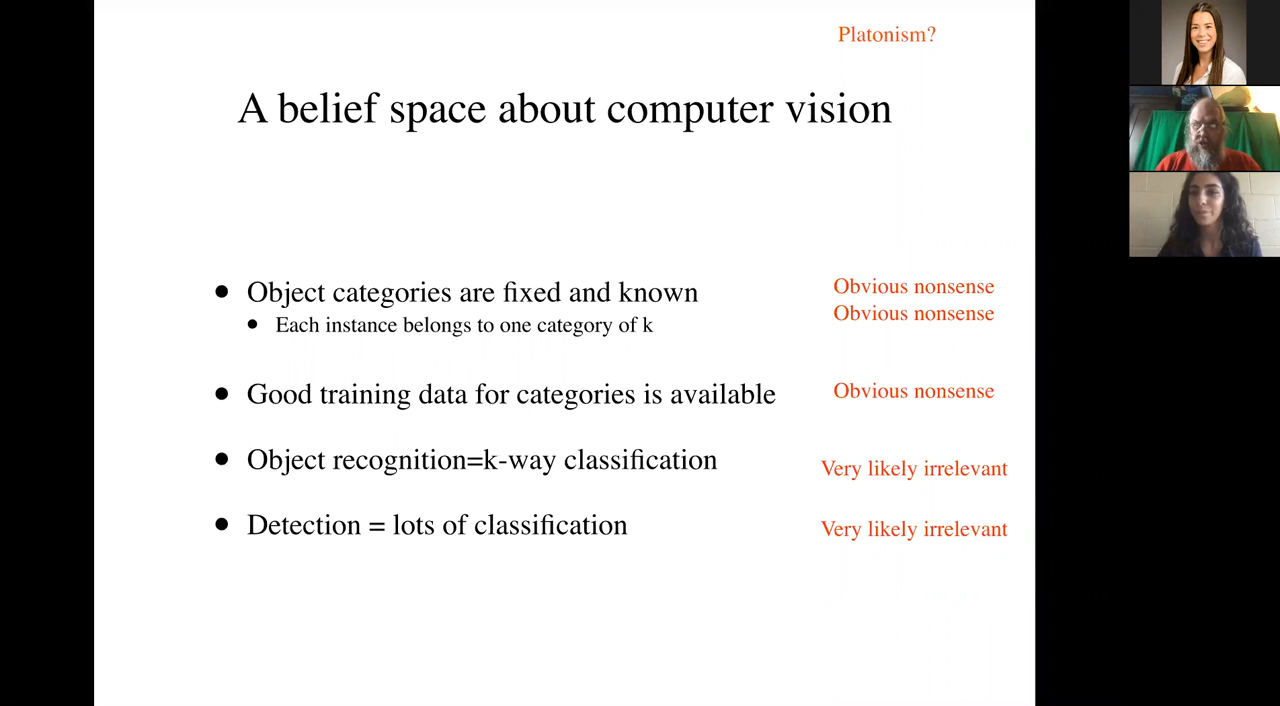 Platonism?
A belief space about computer vision
• Object categories are fixed and known
Obvious nonsense
• Each instance belongs to one category of k
Obvious nonsense
• Good training data for categories is available
Obvious nonsense
• Object recognition=k-way classification
Very likely irrelevant
• Detection = lots of classification
Very likely irrelevant